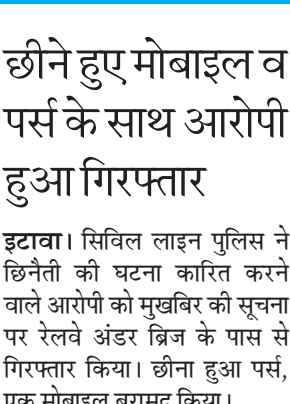 छीने हुए मोबाइल व
पर्स के साथ आरोपी
हुआ गिरफ्तार
इटावा। सिविल लाइन पुलिस ने
छिनैती की घटना कारित करने
वाले आरोपी को मुखबिर की सूचना
पर रेलवे अंडर ब्रिज के पास से
गिरफ्तार किया। छीना हुआ पर्स,
एक मोबाइल बरामद किया।